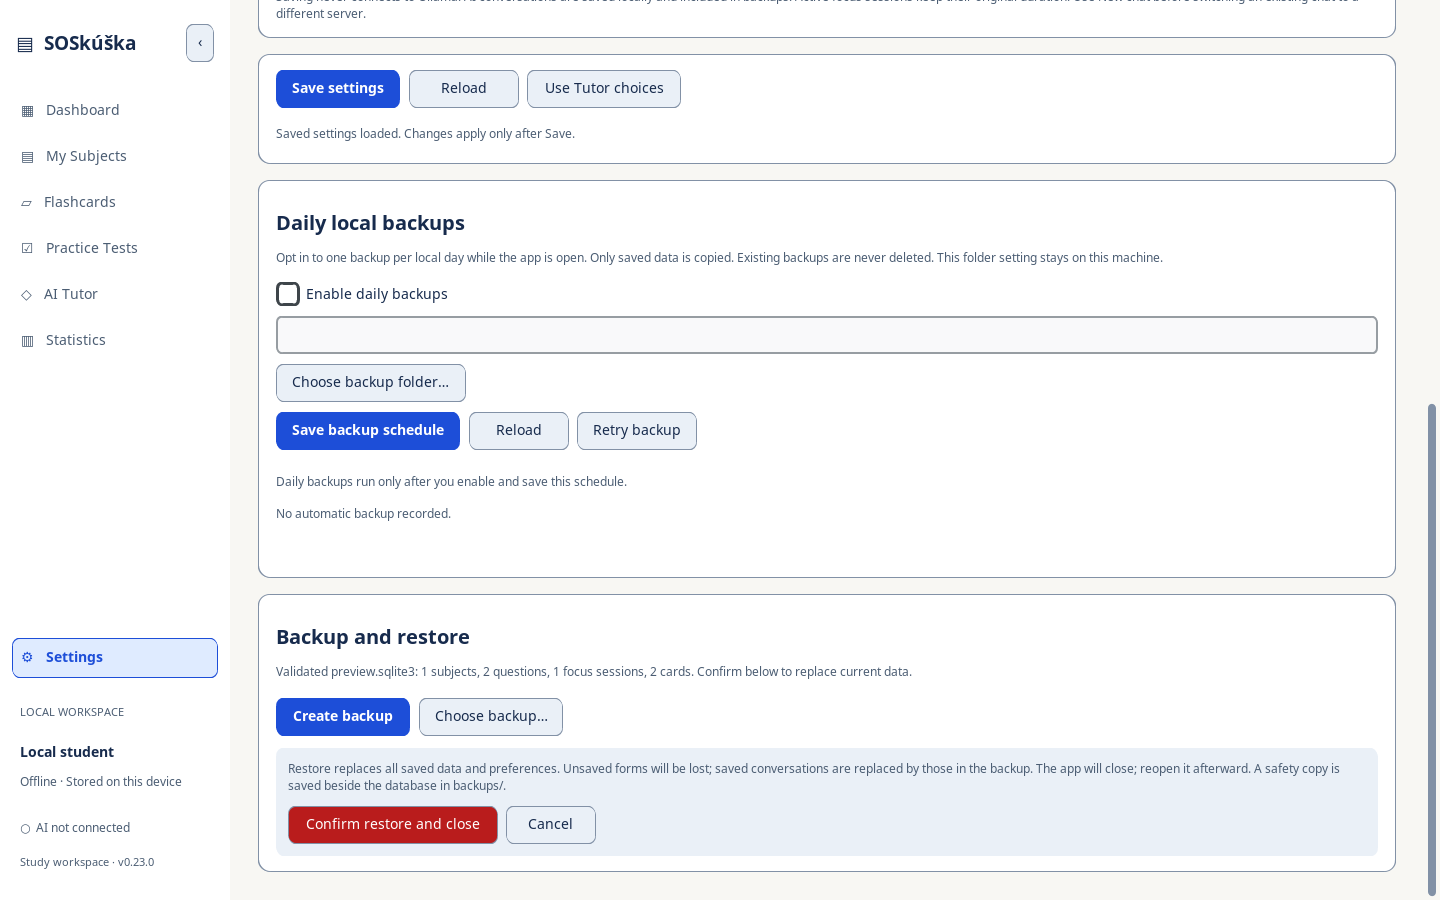 SOSkúška
Dashboard
My Subjects
Flashcards
Practice Tests
AI Tutor
Statistics
Settings
LOCAL WORKSPACE
Local student
Offline · Stored on this device
AI not connected
Study workspace · v0.23.0
different server.
Save settings
Reload
Use Tutor choices
Saved settings loaded. Changes apply only after Save.
Daily local backups
Opt in to one backup per local day while the app is open. Only saved data is copied. Existing backups are never deleted. This folder setting stays on this machine.
Enable daily backups
Choose backup folder…
Save backup schedule
Reload
Retry backup
Daily backups run only after you enable and save this schedule.
No automatic backup recorded.
Backup and restore
Validated preview.sqlite3: 1 subjects, 2 questions, 1 focus sessions, 2 cards. Confirm below to replace current data.
Create backup
Choose backup…
Restore replaces all saved data and preferences. Unsaved forms will be lost; saved conversations are replaced by those in the backup. The app will close; reopen it afterward. A safety copy is
saved beside the database in backups/.
Confirm restore and close
Cancel